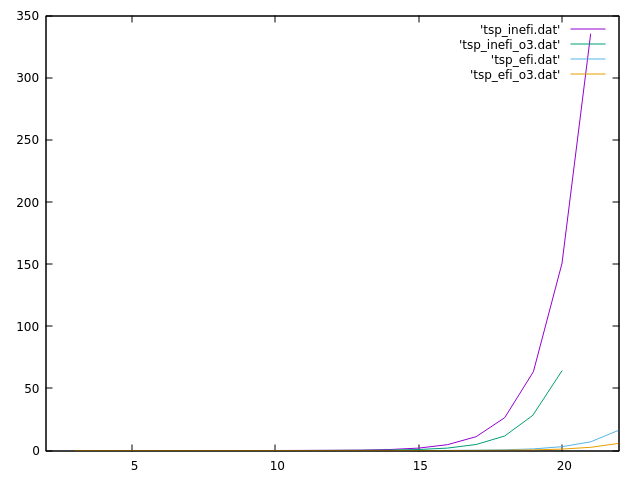 350
300
250
200
150
100
50
0
5 10 15 20
'tsp_inefi.dat'
'tsp_inefi_o3.dat'
'tsp_efi.dat'
'tsp_efi_o3.dat'